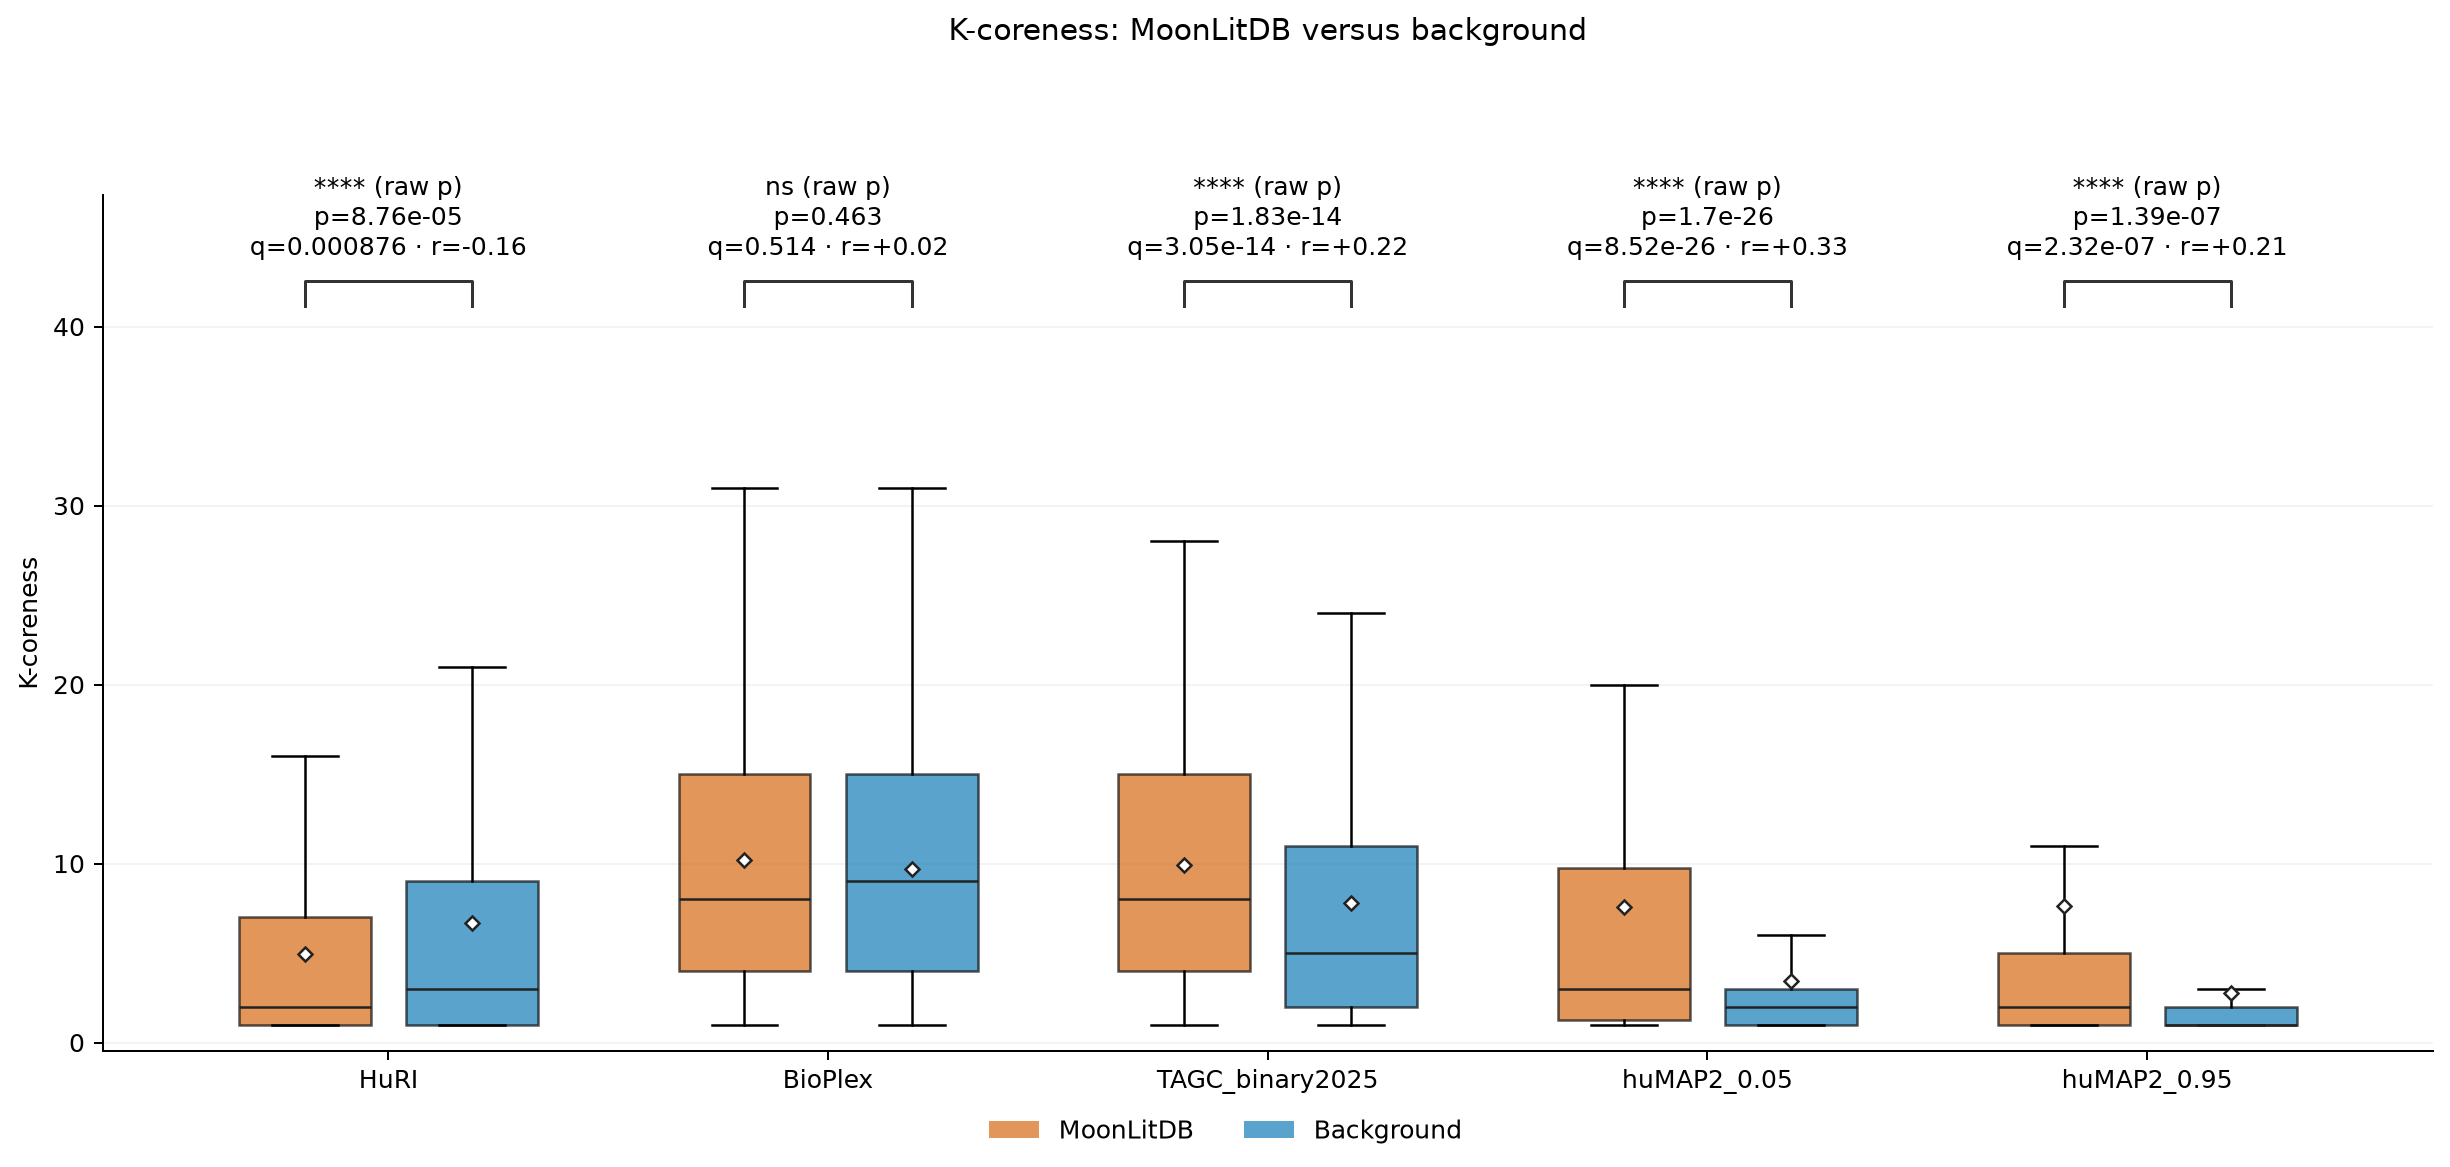 K-coreness: MoonLitDB versus background
**** (raw p)
p=8.76e-05
q=0.000876 · r=-0.16
ns (raw p)
p=0.463
q=0.514 · r=+0.02
**** (raw p)
p=1.83e-14
q=3.05e-14 · r=+0.22
**** (raw p)
p=1.7e-26
q=8.52e-26 · r=+0.33
**** (raw p)
p=1.39e-07
q=2.32e-07 · r=+0.21
K-coreness
40
30
20
10
0
HuRI
BioPlex
TAGC_binary2025
huMAP2_0.05
huMAP2_0.95
MoonLitDB
Background